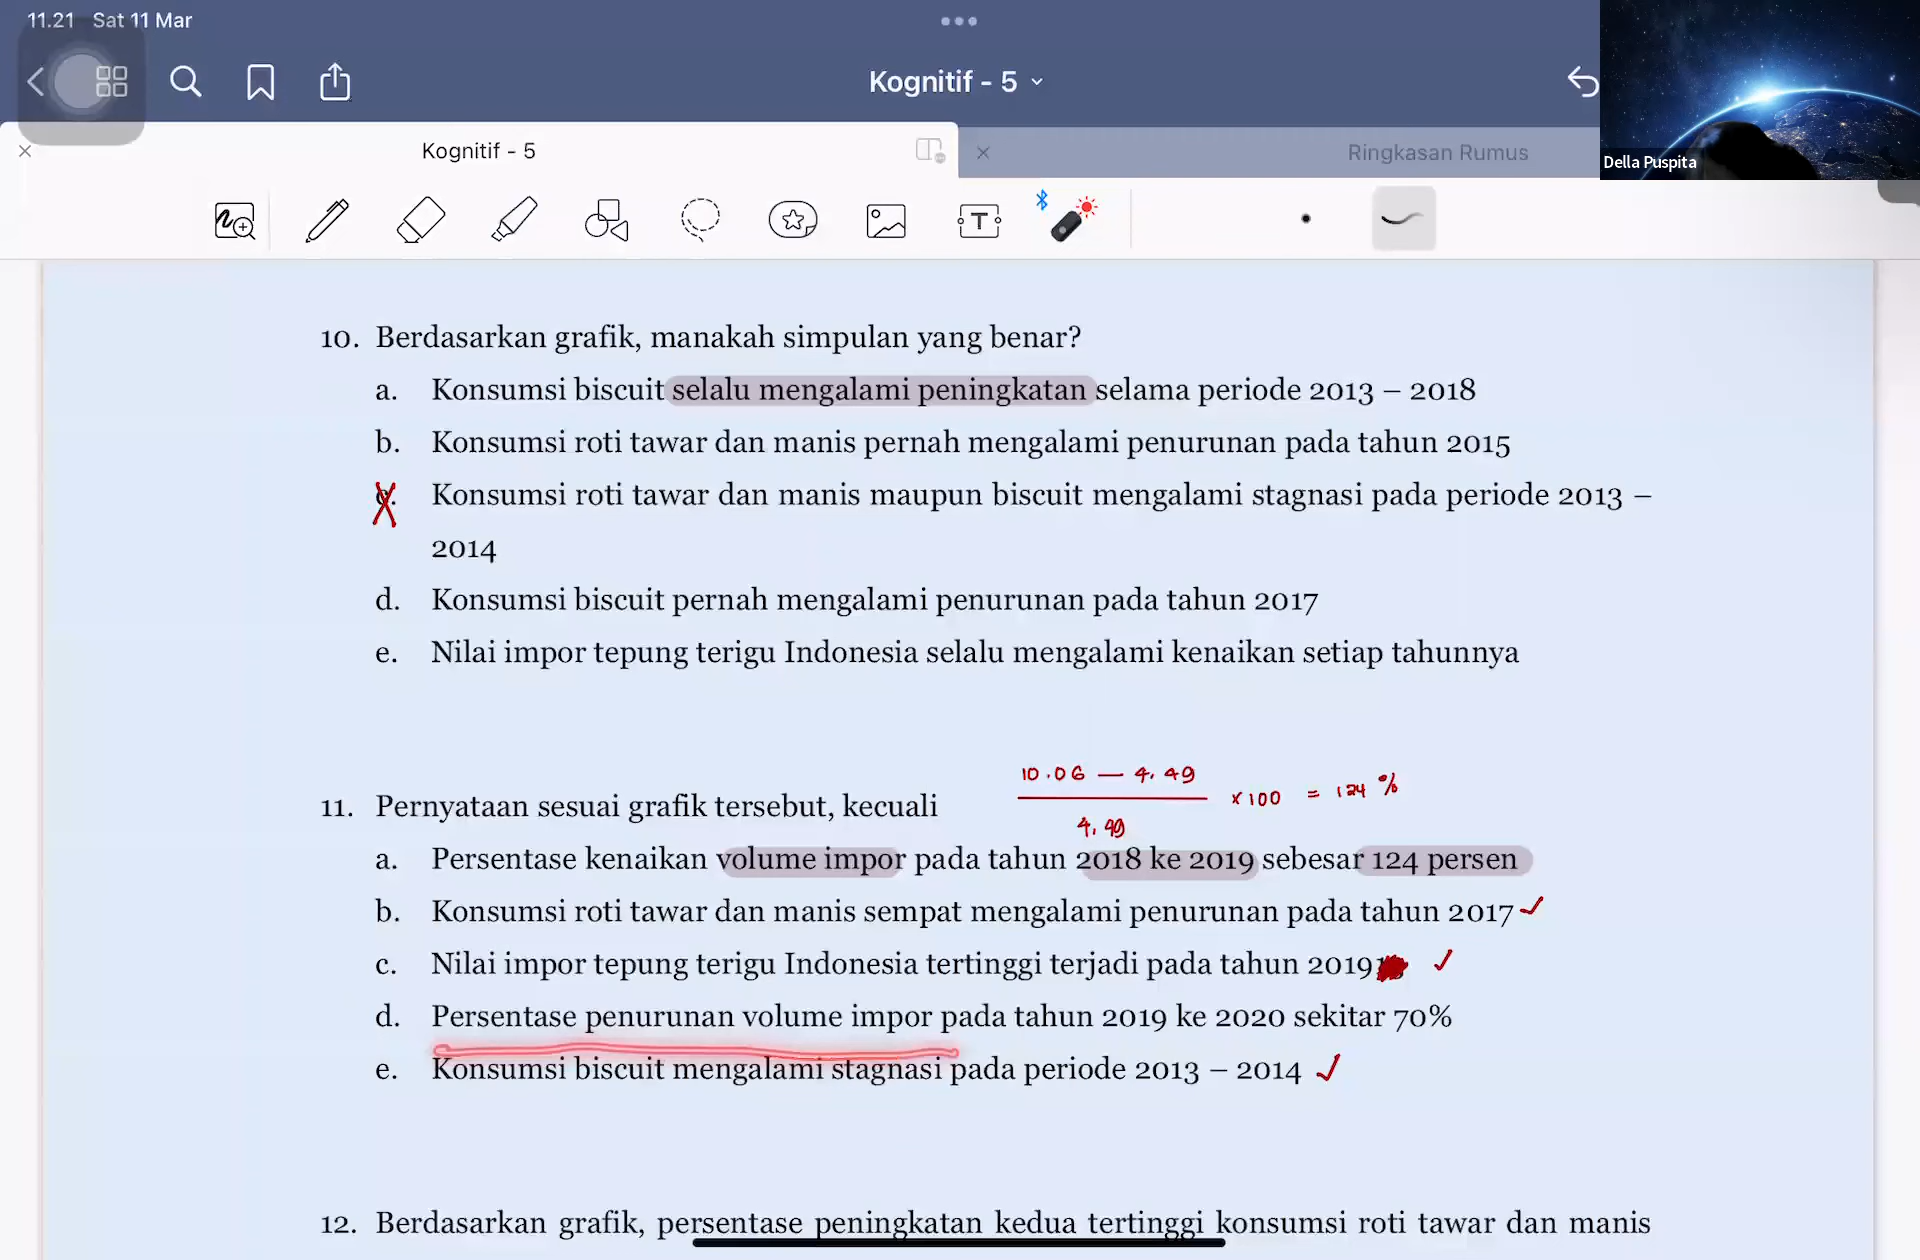 11.21 Sat 11 Mar
Kognitif - 5
Kognitif - 5
Ringkasan Rumus
Della Puspita
T
10. Berdasarkan grafik, manakah simpulan yang benar?
a. Konsumsi biscuit selalu mengalami peningkatan selama periode 2013 – 2018
b. Konsumsi roti tawar dan manis pernah mengalami penurunan pada tahun 2015
c. Konsumsi roti tawar dan manis maupun biscuit mengalami stagnasi pada periode 2013 –
2014
d. Konsumsi biscuit pernah mengalami penurunan pada tahun 2017
e. Nilai impor tepung terigu Indonesia selalu mengalami kenaikan setiap tahunnya
10.06 — 4.49
x100 = 124 %
4.49
11. Pernyataan sesuai grafik tersebut, kecuali
a. Persentase kenaikan volume impor pada tahun 2018 ke 2019 sebesar 124 persen
b. Konsumsi roti tawar dan manis sempat mengalami penurunan pada tahun 2017 ✓
c. Nilai impor tepung terigu Indonesia tertinggi terjadi pada tahun 2019 ✓
d. Persentase penurunan volume impor pada tahun 2019 ke 2020 sekitar 70%
e. Konsumsi biscuit mengalami stagnasi pada periode 2013 – 2014 ✓
12. Berdasarkan grafik, persentase peningkatan kedua tertinggi konsumsi roti tawar dan manis